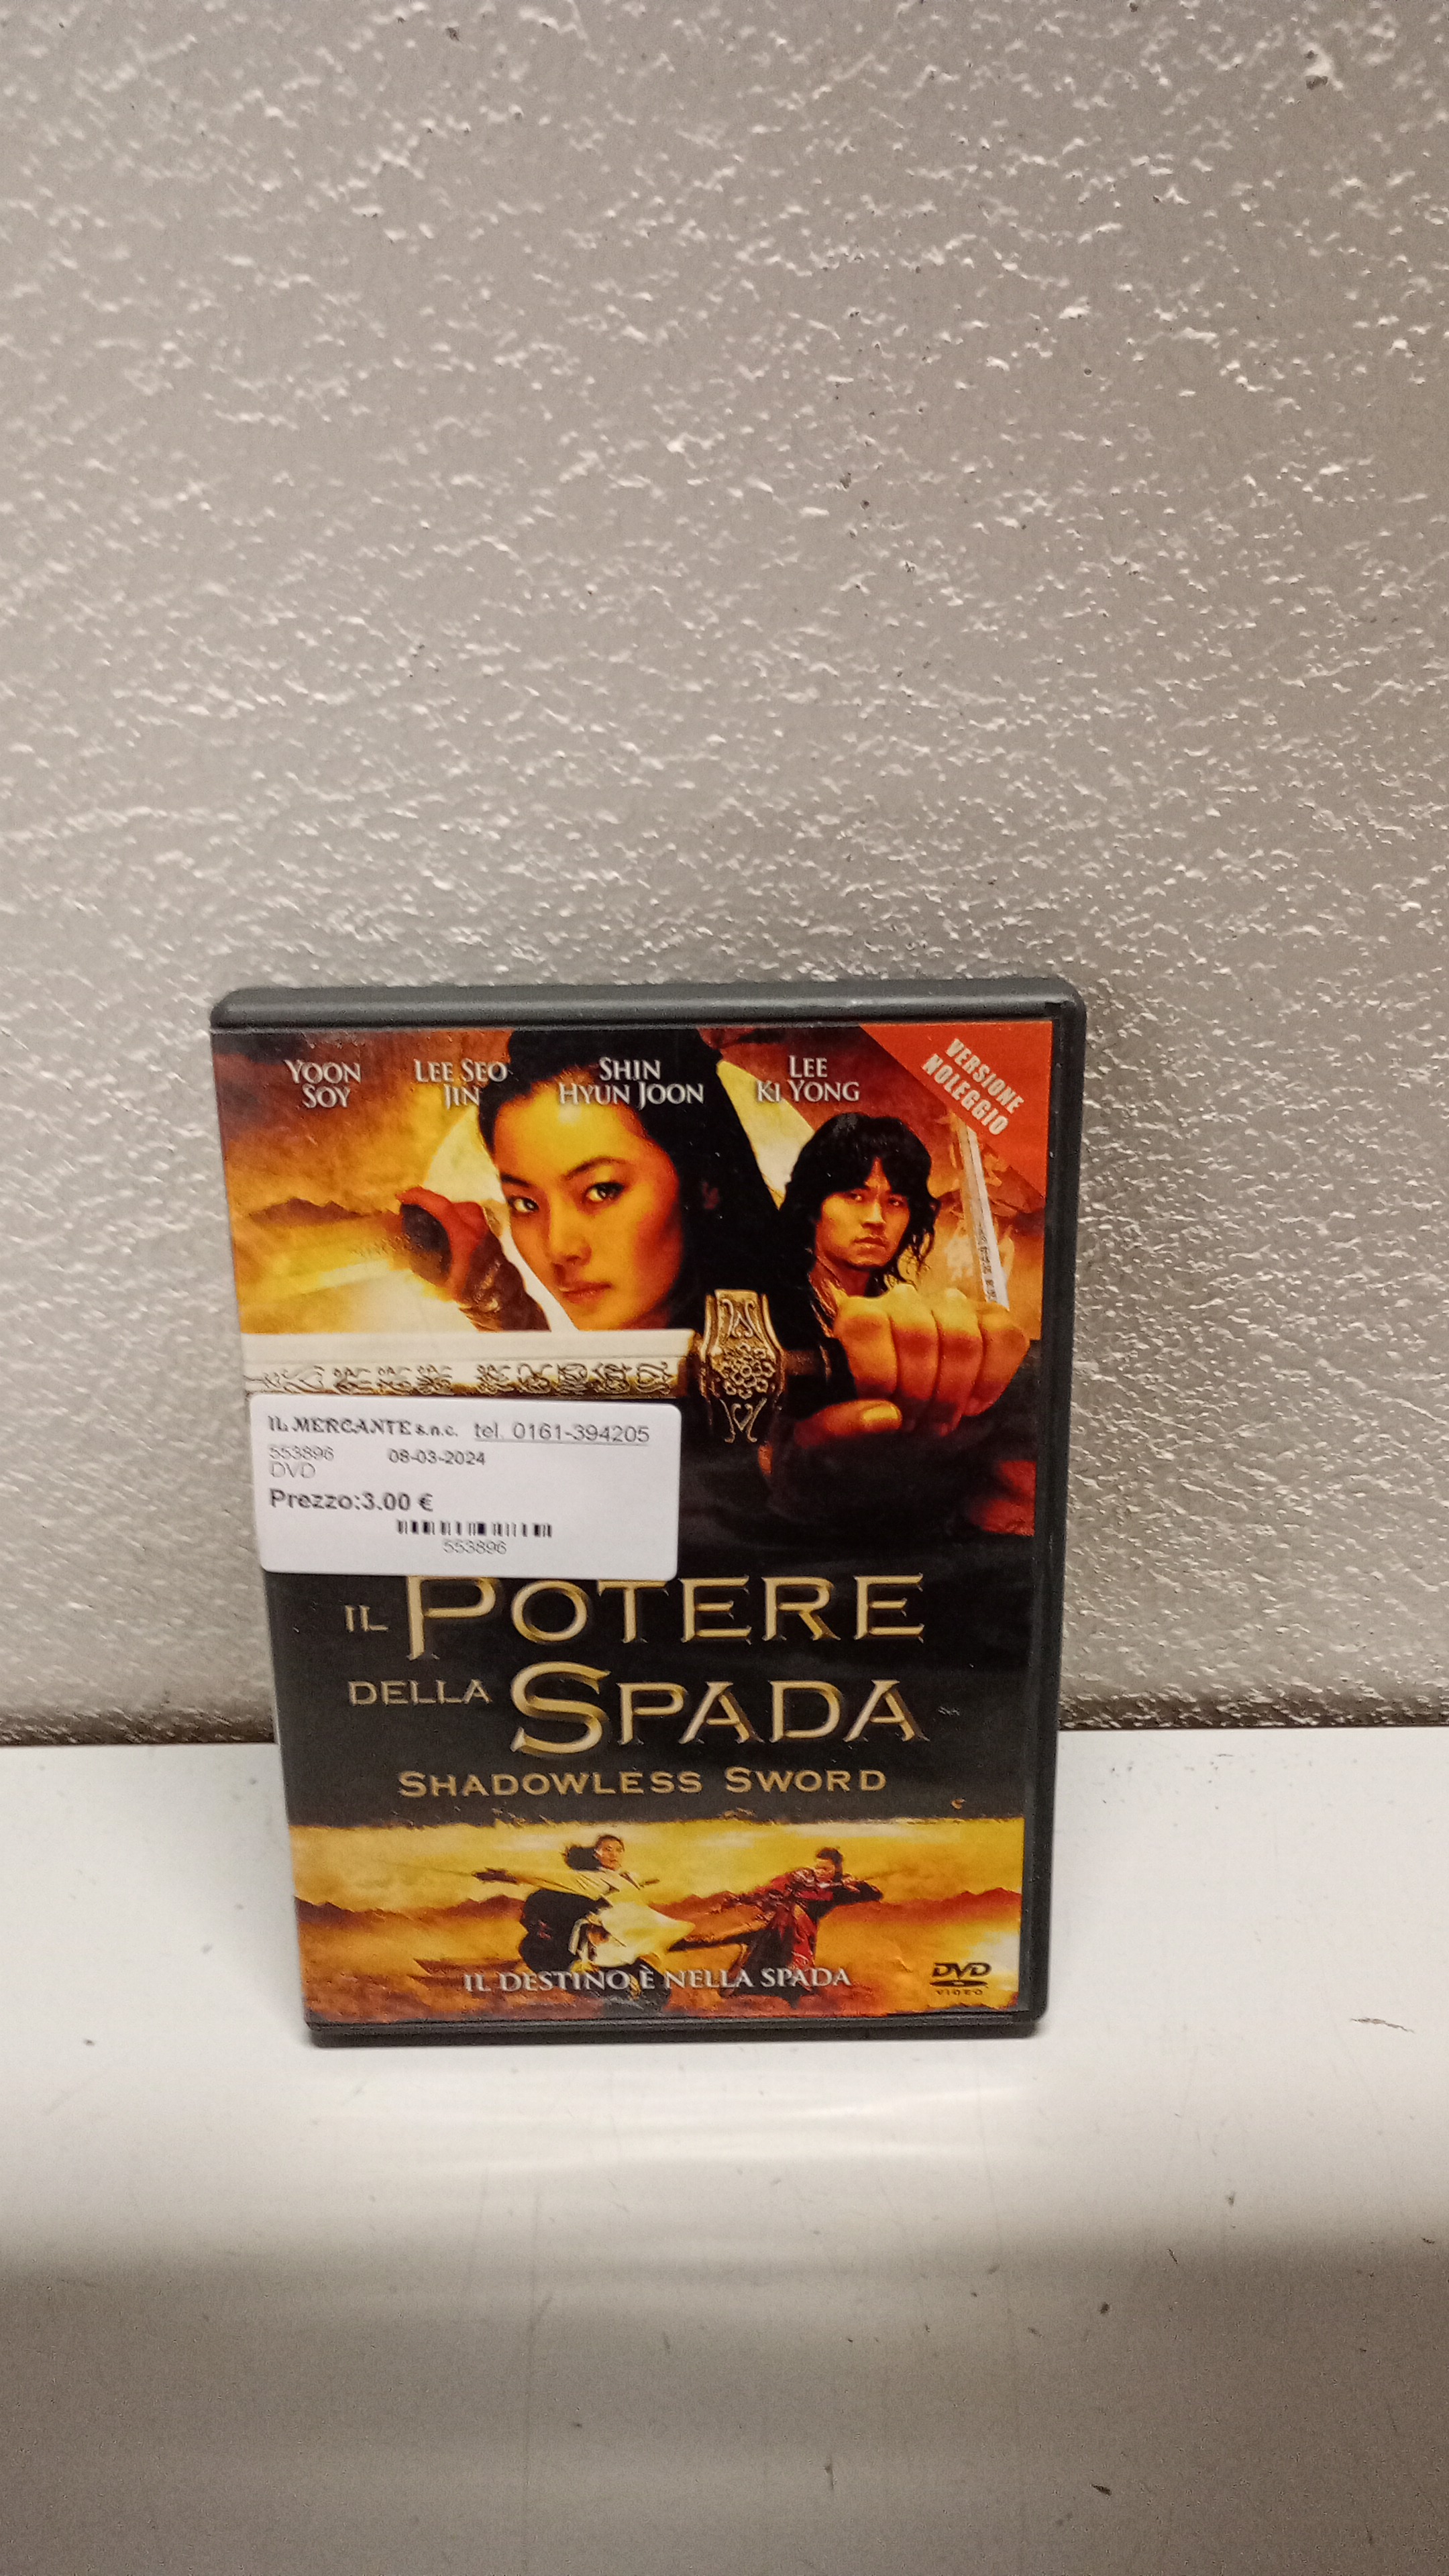 YOON
SOY
LEE SEO
JIN
SHIN
HYUN JOON
LEE
KI YONG
VERSIONE
NOLEGGIO
IL MERCANTE s.n.c. tel. 0161-394205
553896 08-03-2024
DVD
Prezzo:3.00 €
553896
IL POTERE
DELLA SPADA
SHADOWLESS SWORD
IL DESTINO È NELLA SPADA
DVD
VIDEO